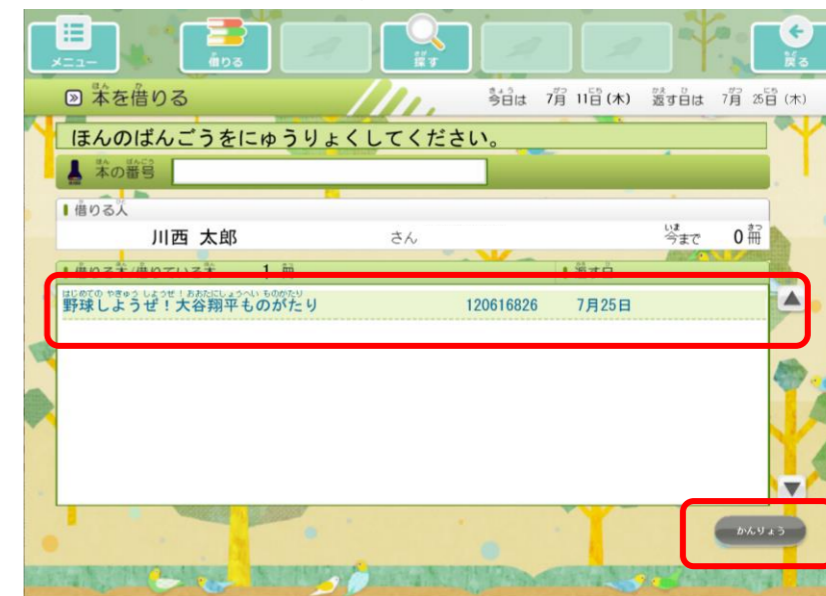 メニュー 借りる 探す 戻る
本を借りる 今日は 7月 11日(木) 返す日は 7月 25日(木)
ほんのばんごうをにゅうりょくしてください。
本の番号
借りる人
川西 太郎 さん 今まで 0冊
借りる本/借りている本 1 冊 返す日
はじめての やきゅう しようぜ!おおたにしょうへい ものがたり
野球しようぜ!大谷翔平ものがたり 120616826 7月25日
かんりょう